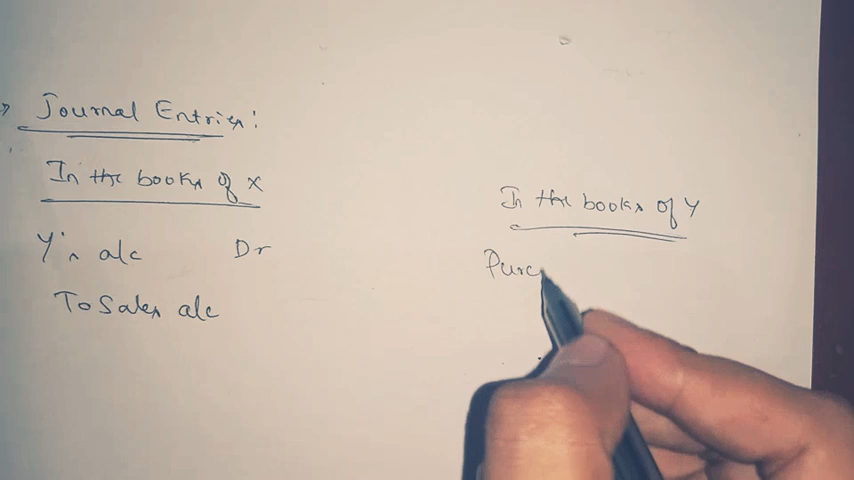 Journal Entries:
In the books of X
Y's a/c Dr
To Sales a/c
In the books of Y
Purc